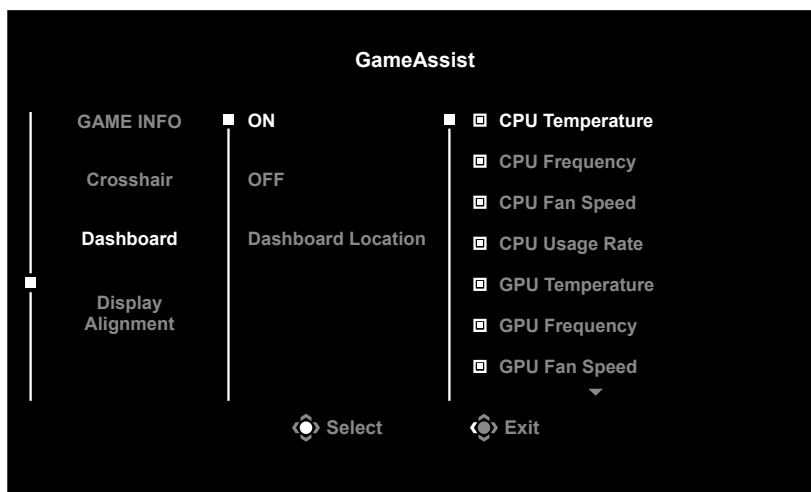 GameAssist
GAME INFO
Crosshair
Dashboard
Display
Alignment
ON
OFF
Dashboard Location
CPU Temperature
CPU Frequency
CPU Fan Speed
CPU Usage Rate
GPU Temperature
GPU Frequency
GPU Fan Speed
Select
Exit